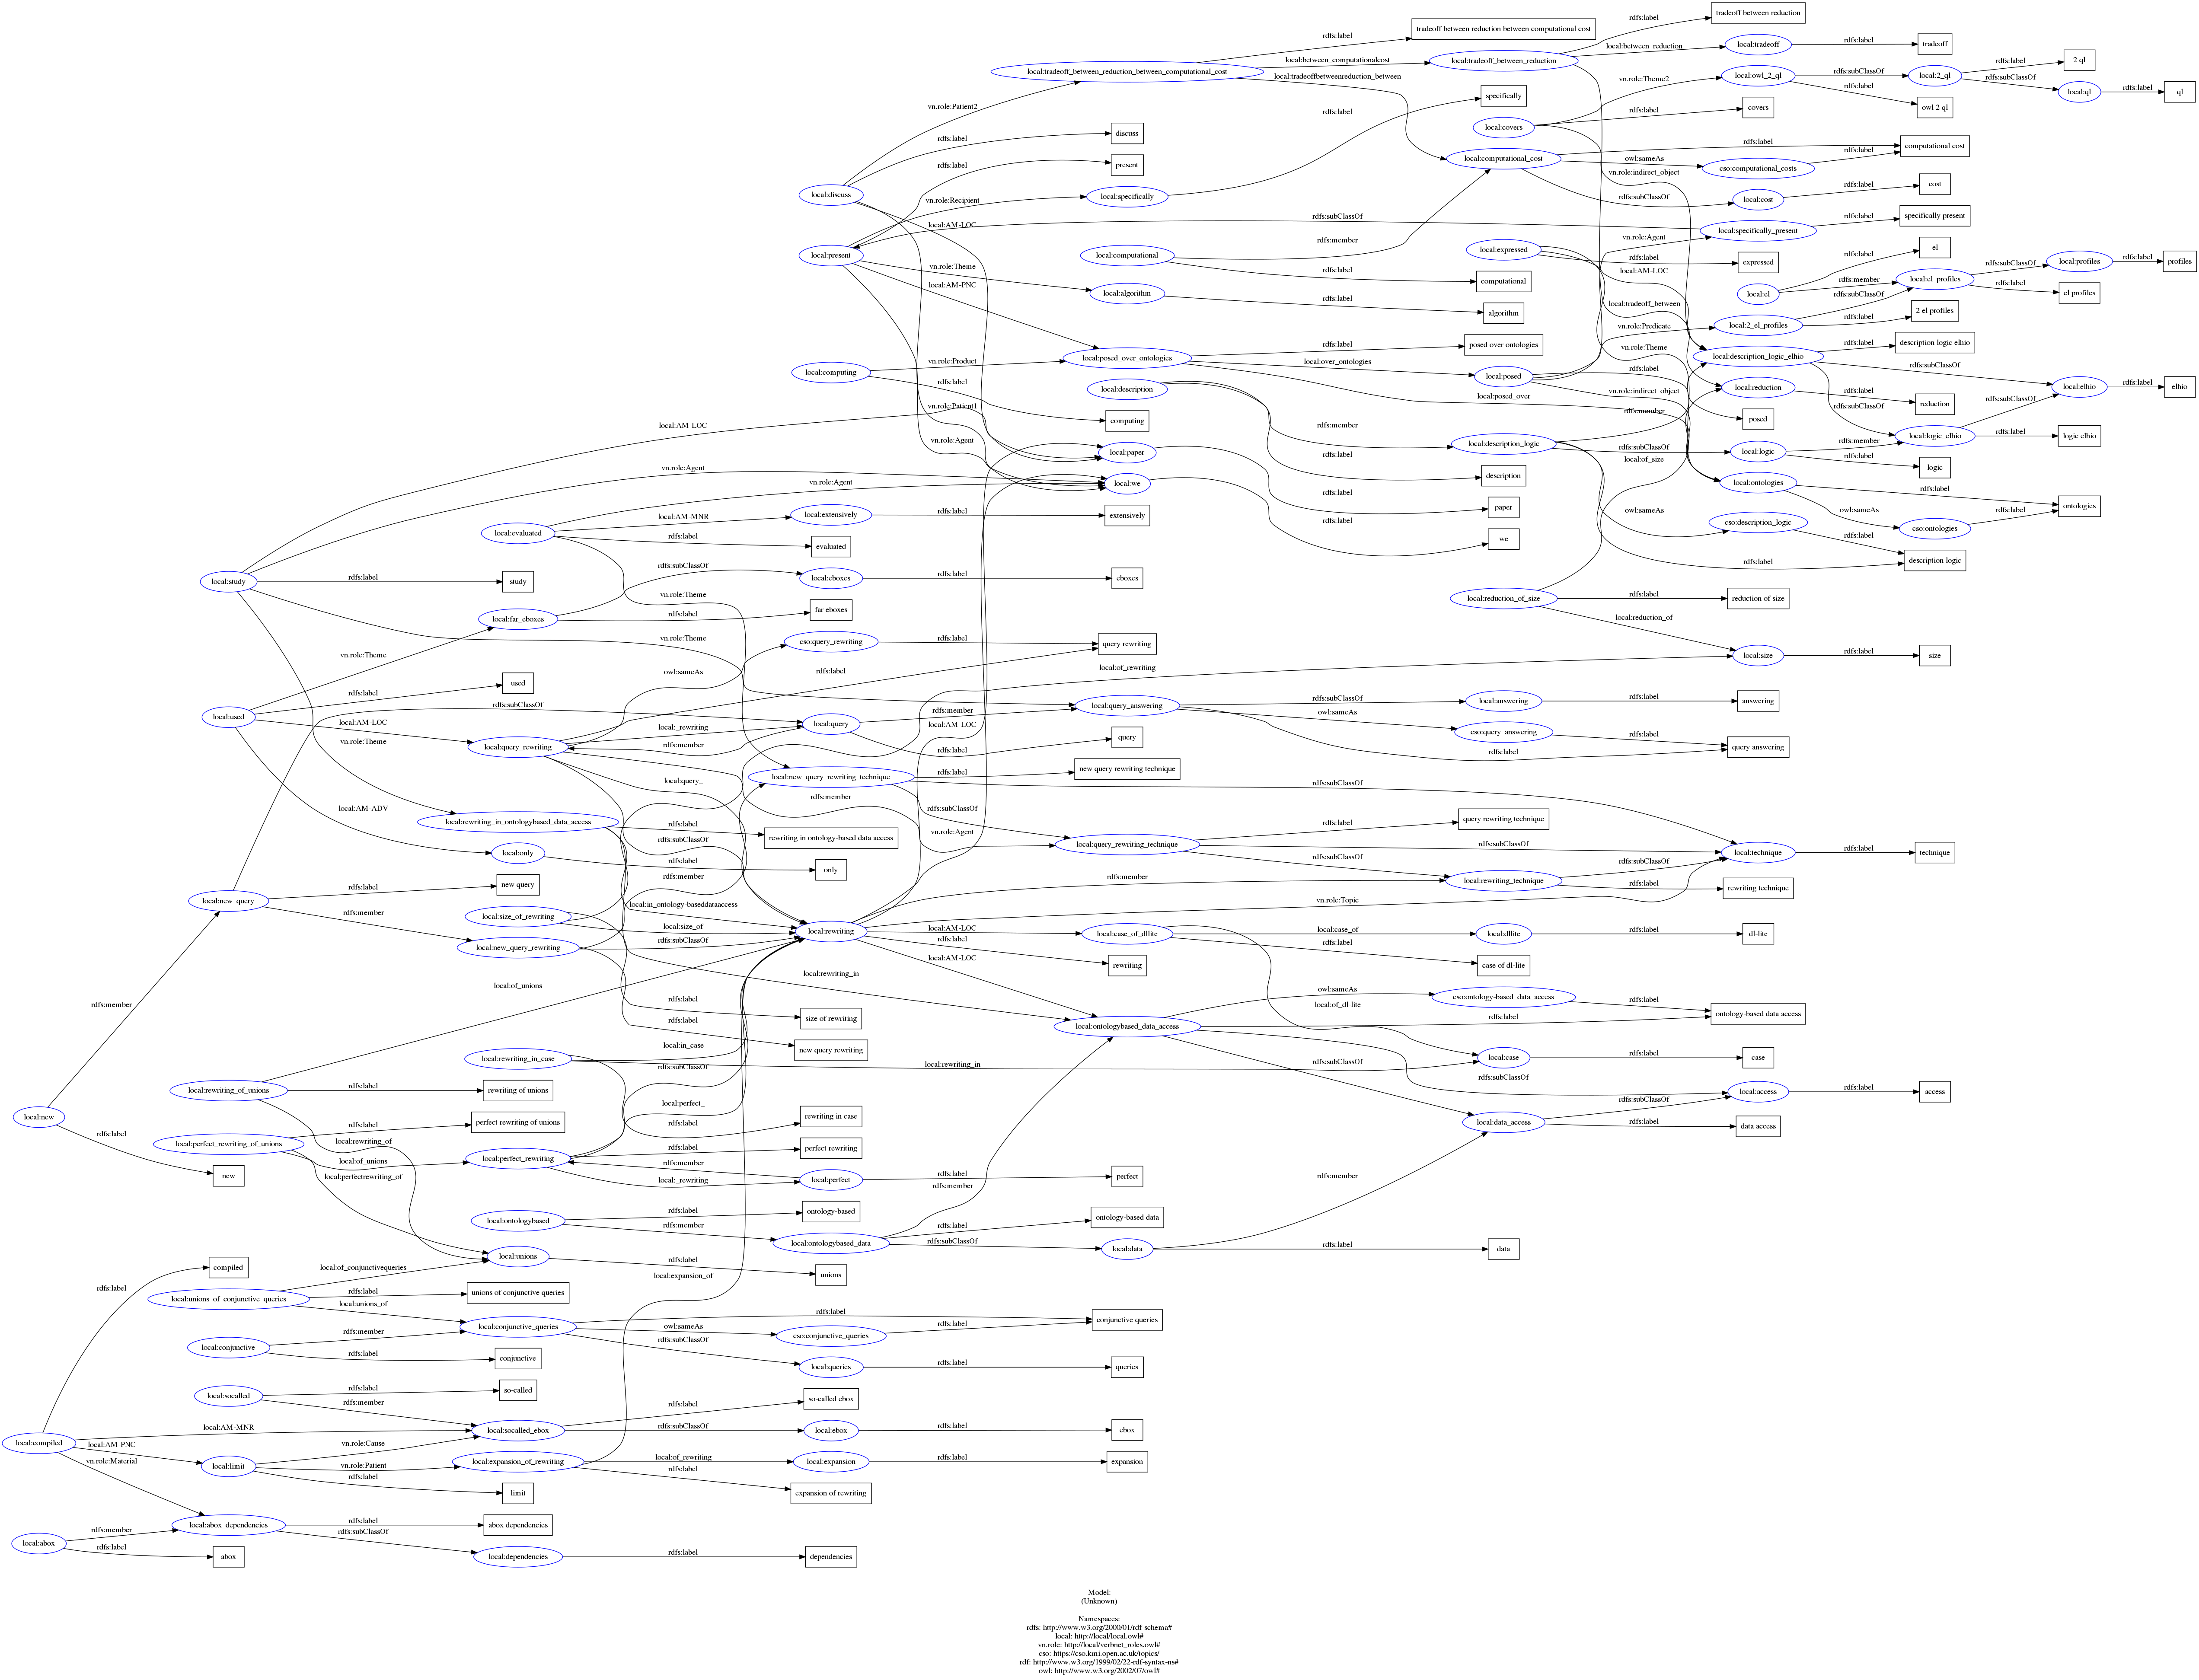 tradeoff between reduction
rdfs:label
tradeoff between reduction between computational cost
rdfs:label
local:between_reduction
local:tradeoff
rdfs:label
tradeoff
local:between_computationalcost
local:tradeoff_between_reduction
local:tradeoff_between_reduction_between_computational_cost
local:tradeoffbetweenreduction_between
vn.role:Theme2
local:owl_2_ql
rdfs:subClassOf
local:2_ql
rdfs:label
2 ql
rdfs:subClassOf
local:ql
rdfs:label
ql
rdfs:label
owl 2 ql
vn.role:Patient2
specifically
rdfs:label
rdfs:label
covers
local:covers
rdfs:label
discuss
rdfs:label
present
local:computational_cost
rdfs:label
computational cost
owl:sameAs
cso:computational_costs
rdfs:label
vn.role:indirect_object
local:discuss
vn.role:Recipient
local:specifically
rdfs:subClassOf
local:cost
rdfs:label
cost
local:AM-LOC
rdfs:subClassOf
local:specifically_present
rdfs:label
specifically present
vn.role:Agent
local:present
local:computational
rdfs:member
local:expressed
rdfs:label
expressed
local:AM-LOC
rdfs:label
el
local:el
rdfs:member
local:el_profiles
rdfs:subClassOf
local:profiles
rdfs:label
profiles
rdfs:label
el profiles
vn.role:Theme
local:AM-PNC
local:algorithm
rdfs:label
computational
rdfs:label
algorithm
local:tradeoff_between
rdfs:subClassOf
local:2_el_profiles
rdfs:label
2 el profiles
vn.role:Predicate
local:computing
vn.role:Product
local:posed_over_ontologies
rdfs:label
posed over ontologies
local:over_ontologies
local:posed
vn.role:Theme
local:description_logic_elhio
rdfs:label
description logic elhio
rdfs:subClassOf
local:elhio
rdfs:label
elhio
rdfs:label
computing
local:description
rdfs:label
vn.role:indirect_object
local:posed_over
rdfs:member
local:reduction
rdfs:label
reduction
rdfs:subClassOf
rdfs:subClassOf
posed
vn.role:Patient1
local:AM-LOC
vn.role:Agent
local:paper
rdfs:member
local:description_logic
rdfs:subClassOf
local:logic
rdfs:member
local:logic_elhio
rdfs:label
logic elhio
rdfs:label
logic
local:of_size
rdfs:label
description
vn.role:Agent
local:we
local:ontologies
rdfs:label
ontologies
vn.role:Agent
rdfs:label
paper
owl:sameAs
owl:sameAs
cso:ontologies
rdfs:label
local:evaluated
local:AM-MNR
local:extensively
rdfs:label
extensively
rdfs:label
we
cso:description_logic
rdfs:label
description logic
rdfs:label
rdfs:label
evaluated
local:study
rdfs:label
study
rdfs:subClassOf
local:eboxes
rdfs:label
eboxes
vn.role:Theme
local:far_eboxes
rdfs:label
far eboxes
local:reduction_of_size
rdfs:label
reduction of size
local:reduction_of
local:size
rdfs:label
size
vn.role:Theme
cso:query_rewriting
rdfs:label
query rewriting
vn.role:Theme
owl:sameAs
rdfs:label
local:of_rewriting
rdfs:label
used
rdfs:subClassOf
local:used
local:AM-LOC
local:query_rewriting
local:_rewriting
rdfs:member
local:query
rdfs:member
local:query_answering
rdfs:subClassOf
local:answering
rdfs:label
answering
owl:sameAs
cso:query_answering
rdfs:label
query answering
rdfs:label
local:AM-LOC
rdfs:label
query
vn.role:Theme
local:query_
local:new_query_rewriting_technique
rdfs:label
new query rewriting technique
rdfs:subClassOf
rdfs:member
local:AM-ADV
local:rewriting_in_ontologybased_data_access
rdfs:label
rewriting in ontology-based data access
rdfs:subClassOf
vn.role:Agent
rdfs:subClassOf
local:query_rewriting_technique
rdfs:label
query rewriting technique
rdfs:subClassOf
local:technique
rdfs:label
technique
local:only
rdfs:label
only
rdfs:member
rdfs:subClassOf
local:rewriting_technique
rdfs:subClassOf
rdfs:label
rewriting technique
rdfs:member
local:new_query
rdfs:label
new query
rdfs:member
local:in_ontology-baseddataaccess
vn.role:Topic
local:size_of_rewriting
local:size_of
local:new_query_rewriting
rdfs:subClassOf
local:rewriting
local:AM-LOC
local:case_of_dllite
local:case_of
local:dllite
rdfs:label
dl-lite
rdfs:label
rewriting
rdfs:label
case of dl-lite
local:AM-LOC
local:rewriting_in
local:of_unions
owl:sameAs
cso:ontology-based_data_access
rdfs:label
ontology-based data access
local:of_dl-lite
rdfs:label
rdfs:member
rdfs:label
size of rewriting
rdfs:label
new query rewriting
local:ontologybased_data_access
local:in_case
local:rewriting_in_case
local:rewriting_in
rdfs:subClassOf
local:case
rdfs:label
case
rdfs:subClassOf
rdfs:subClassOf
local:access
rdfs:label
access
local:rewriting_of_unions
rdfs:label
rewriting of unions
local:perfect_
rdfs:subClassOf
local:new
perfect rewriting of unions
rewriting in case
rdfs:label
local:data_access
rdfs:label
data access
rdfs:label
local:perfect_rewriting_of_unions
rdfs:label
local:rewriting_of
local:of_unions
local:perfect_rewriting
rdfs:label
perfect rewriting
rdfs:member
local:perfect
rdfs:label
perfect
local:_rewriting
rdfs:member
rdfs:member
new
local:perfectrewriting_of
local:ontologybased
rdfs:label
ontology-based
rdfs:member
local:ontologybased_data
rdfs:label
ontology-based data
rdfs:subClassOf
local:data
rdfs:label
data
local:unions
rdfs:label
unions
local:expansion_of
rdfs:label
compiled
local:of_conjunctivequeries
local:unions_of_conjunctive_queries
rdfs:label
unions of conjunctive queries
local:unions_of
local:conjunctive_queries
rdfs:label
conjunctive queries
owl:sameAs
cso:conjunctive_queries
rdfs:label
local:conjunctive
rdfs:member
rdfs:label
conjunctive
rdfs:subClassOf
local:queries
rdfs:label
queries
local:socalled
rdfs:label
so-called
rdfs:member
rdfs:label
so-called ebox
local:compiled
local:AM-MNR
local:socalled_ebox
rdfs:subClassOf
local:ebox
rdfs:label
ebox
local:AM-PNC
vn.role:Cause
vn.role:Material
local:limit
vn.role:Patient
local:expansion_of_rewriting
local:of_rewriting
local:expansion
rdfs:label
expansion
rdfs:label
limit
rdfs:label
expansion of rewriting
local:abox
rdfs:member
local:abox_dependencies
rdfs:label
abox dependencies
rdfs:subClassOf
rdfs:label
abox
local:dependencies
rdfs:label
dependencies
Model:
(Unknown)
Namespaces:
rdfs: http://www.w3.org/2000/01/rdf-schema#
local: http://local/local.owl#
vn.role: http://local/verbnet_roles.owl#
cso: https://cso.kmi.open.ac.uk/topics/
rdf: http://www.w3.org/1999/02/22-rdf-syntax-ns#
owl: http://www.w3.org/2002/07/owl#